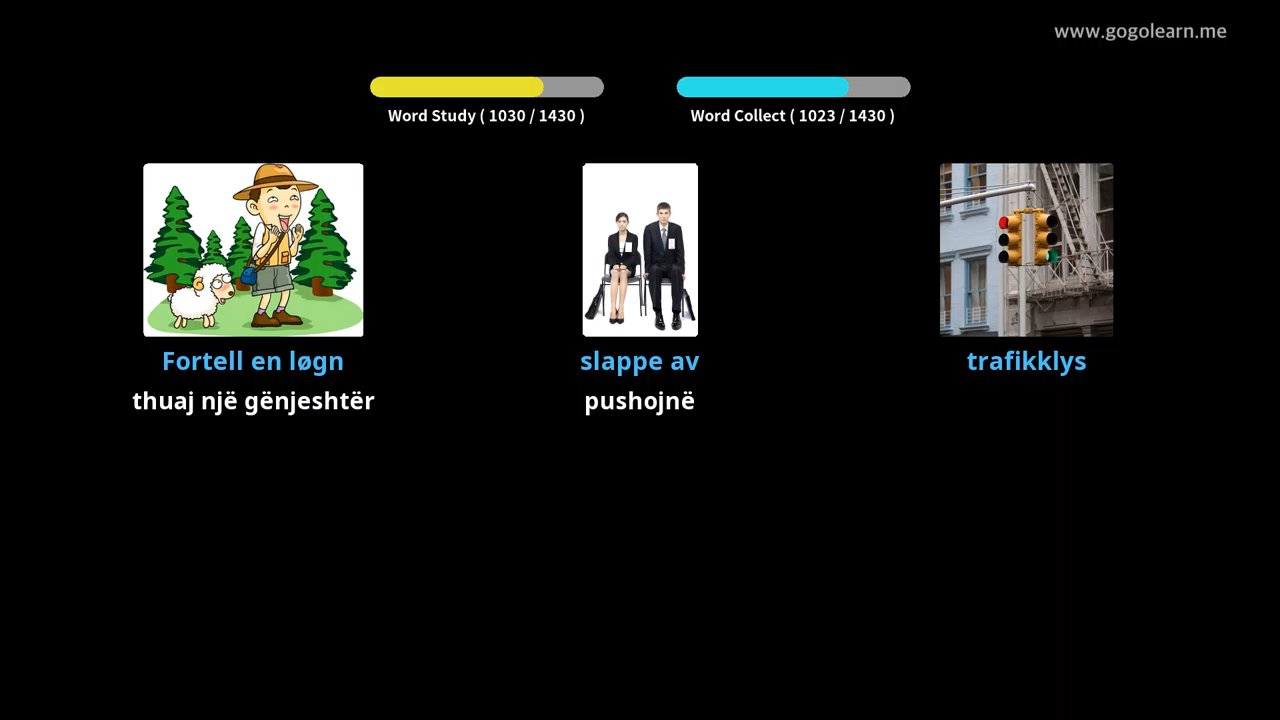 www.gogolearn.me
Word Study ( 1030 / 1430 )
Word Collect ( 1023 / 1430 )
Fortell en løgn
thuaj një gënjeshtër
slappe av
pushojnë
trafikklys